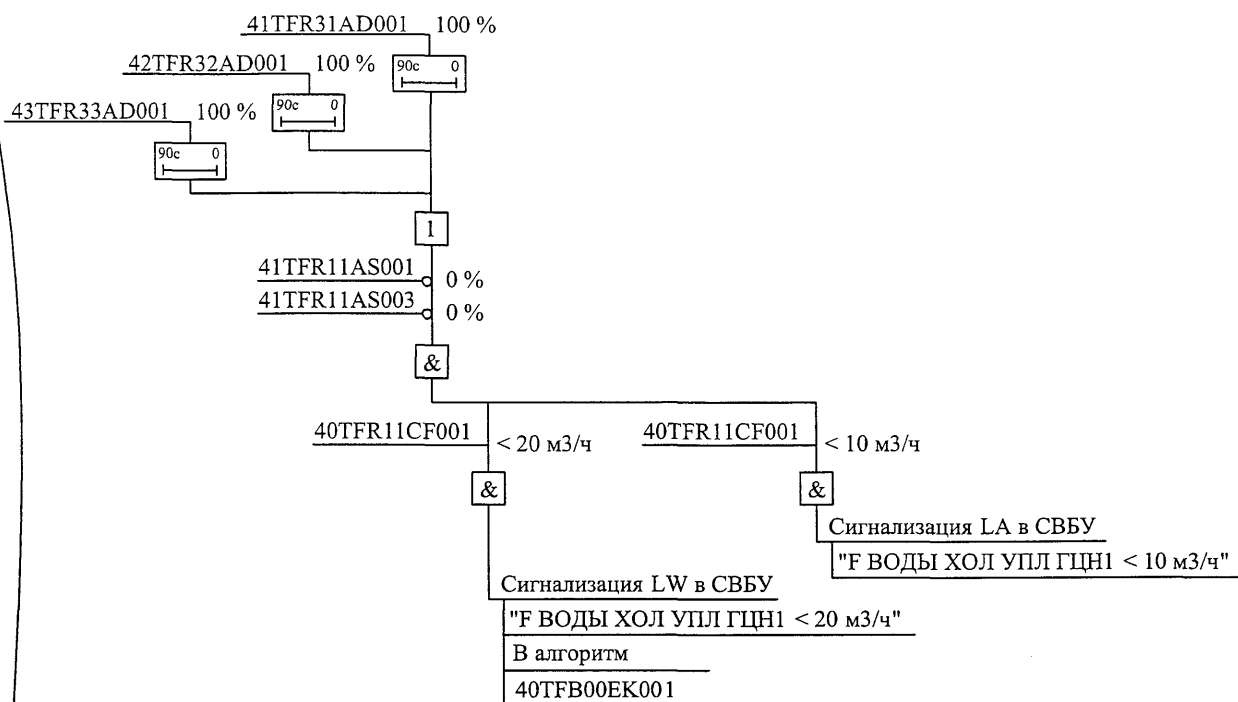 41TFR31AD001 100 %
90с 0
42TFR32AD001 100 %
90с 0
43TFR33AD001 100 %
90с 0
1
41TFR11AS001 0 %
41TFR11AS003 0 %
&
40TFR11CF001 < 20 м3/ч
40TFR11CF001 < 10 м3/ч
&
&
Сигнализация LA в СВБУ
"F ВОДЫ ХОЛ УПЛ ГЦН1 < 10 м3/ч"
Сигнализация LW в СВБУ
"F ВОДЫ ХОЛ УПЛ ГЦН1 < 20 м3/ч"
В алгоритм
40TFB00EK001